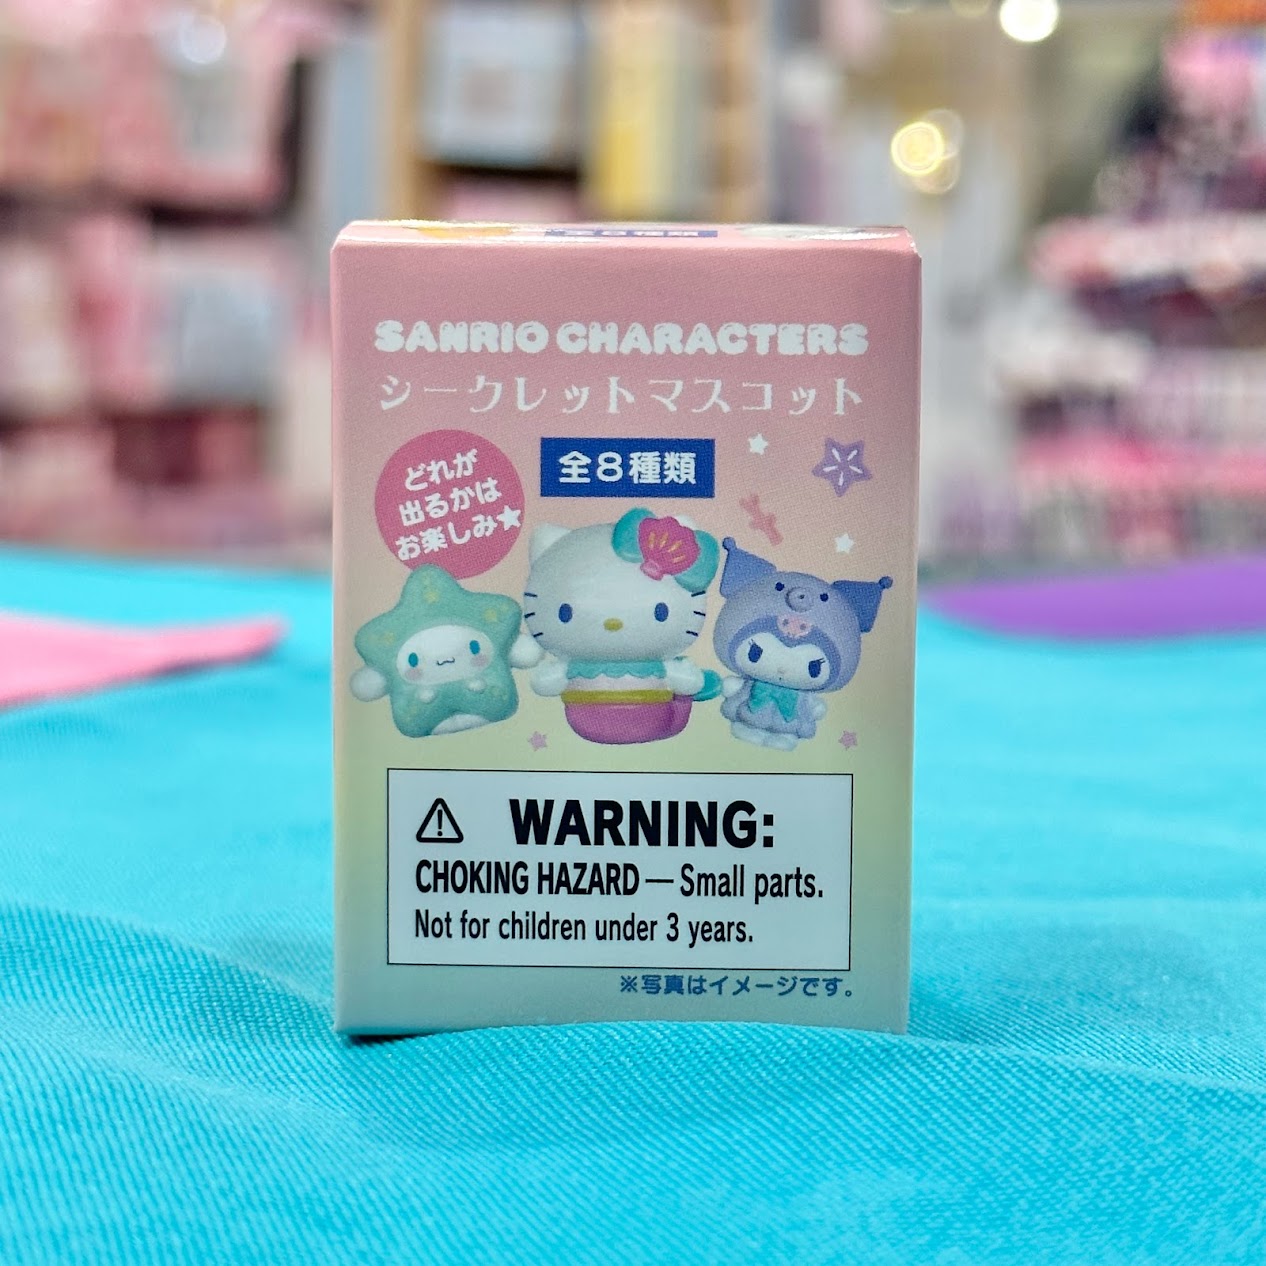 SANRIO CHARACTERS
シークレットマスコット
全8種類
どれが
出るかは
お楽しみ★
WARNING:
CHOKING HAZARD — Small parts.
Not for children under 3 years.
※写真はイメージです。